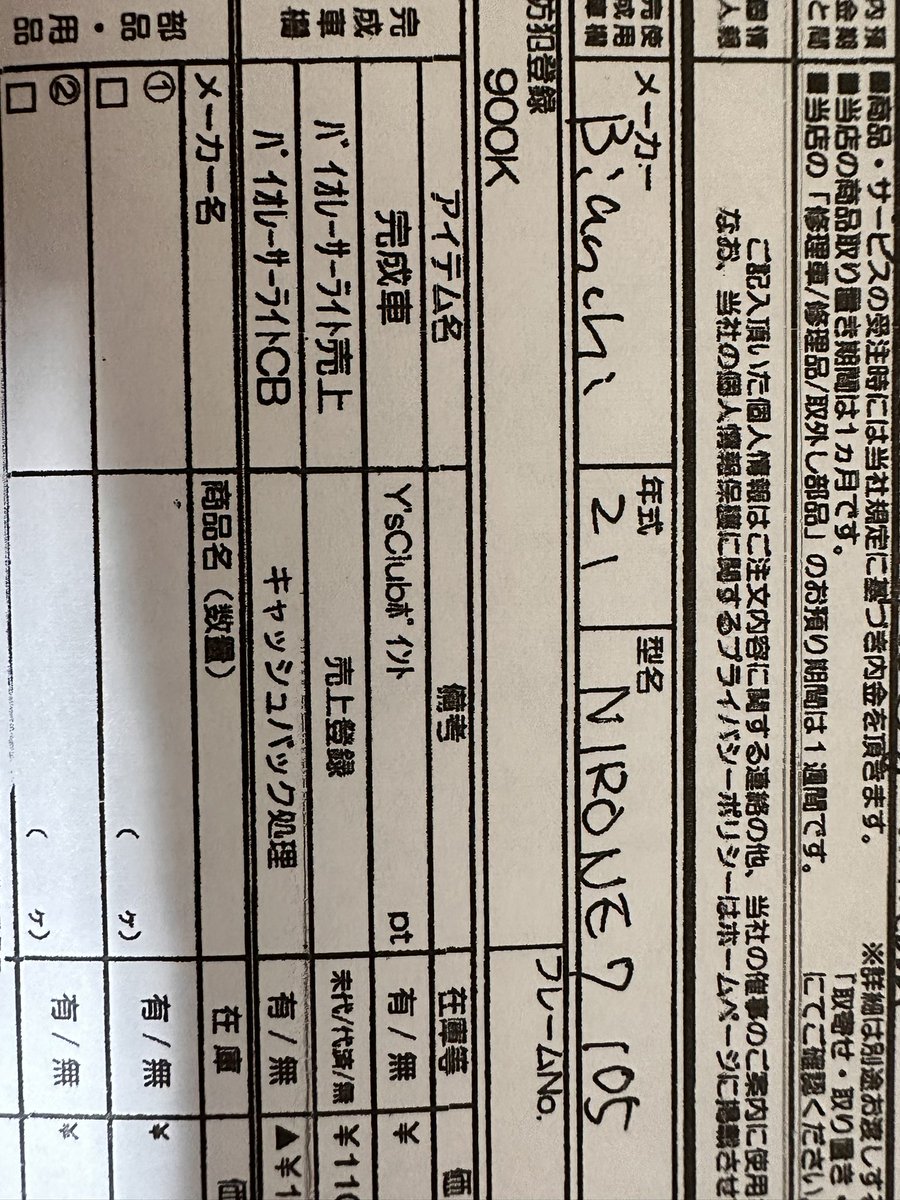 ■商品・サービスの受注時には当社規定に基づき内金を頂きます。
■当店の商品取り置き期間は1カ月です。
■当店の「修理車/修理品/取外し部品」のお預り期間は1週間です。
※詳細は別途お渡しす
「取寄せ・取り置き
にてご確認ください
ご記入頂いた個人情報はご注文内容に関する連絡の他、当社の催事のご案内に使用
なお、当社の個人情報保護に関するプライバシーポリシーはホームページに掲載させ
メーカー 年式 型名
Bianchi 21 NIRONE 7 105
防犯登録 フレームNo.
900K
完成車欄
アイテム名 備考 在庫等 価
完成車 Y'sClubポイント pt 有/無 ¥
バイオレーサーライト売上 売上登録 未代/代済/無 ¥110
バイオレーサーライトCB キャッシュバック処理 有/無 ▲¥1
部品・用品
メーカー名 商品名（数量） 在庫 価
① □ （ ヶ） 有/無 ¥
② □ （ ヶ） 有/無 ¥